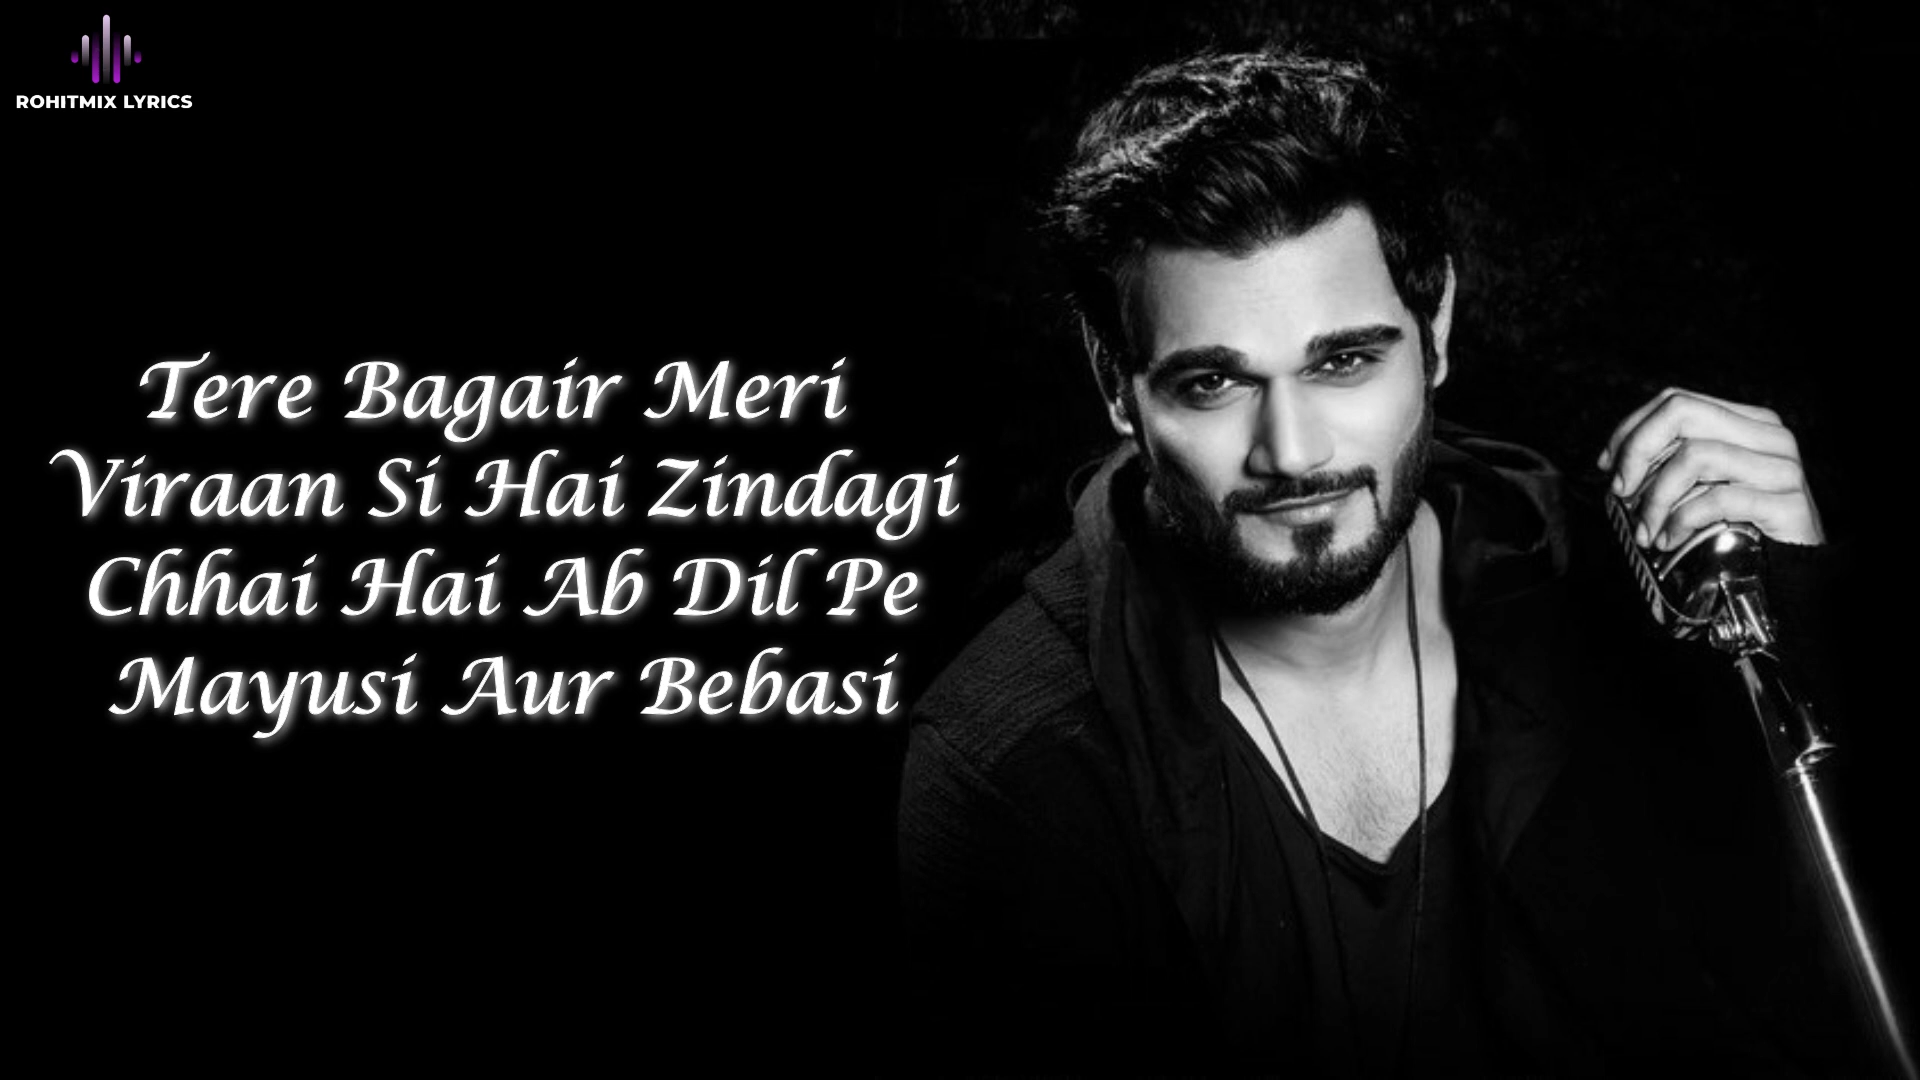 ROHITMIX LYRICS
Tere Bagair Meri
Viraan Si Hai Zindagi
Chhai Hai Ab Dil Pe
Mayusi Aur Bebasi